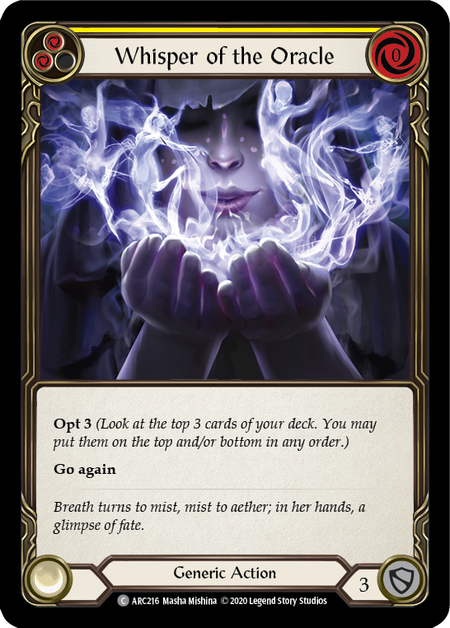 Whisper of the Oracle
0
Opt 3 (Look at the top 3 cards of your deck. You may
put them on the top and/or bottom in any order.)
Go again
Breath turns to mist, mist to aether; in her hands, a
glimpse of fate.
Generic Action
3
C ARC216 Masha Mishina © 2020 Legend Story Studios